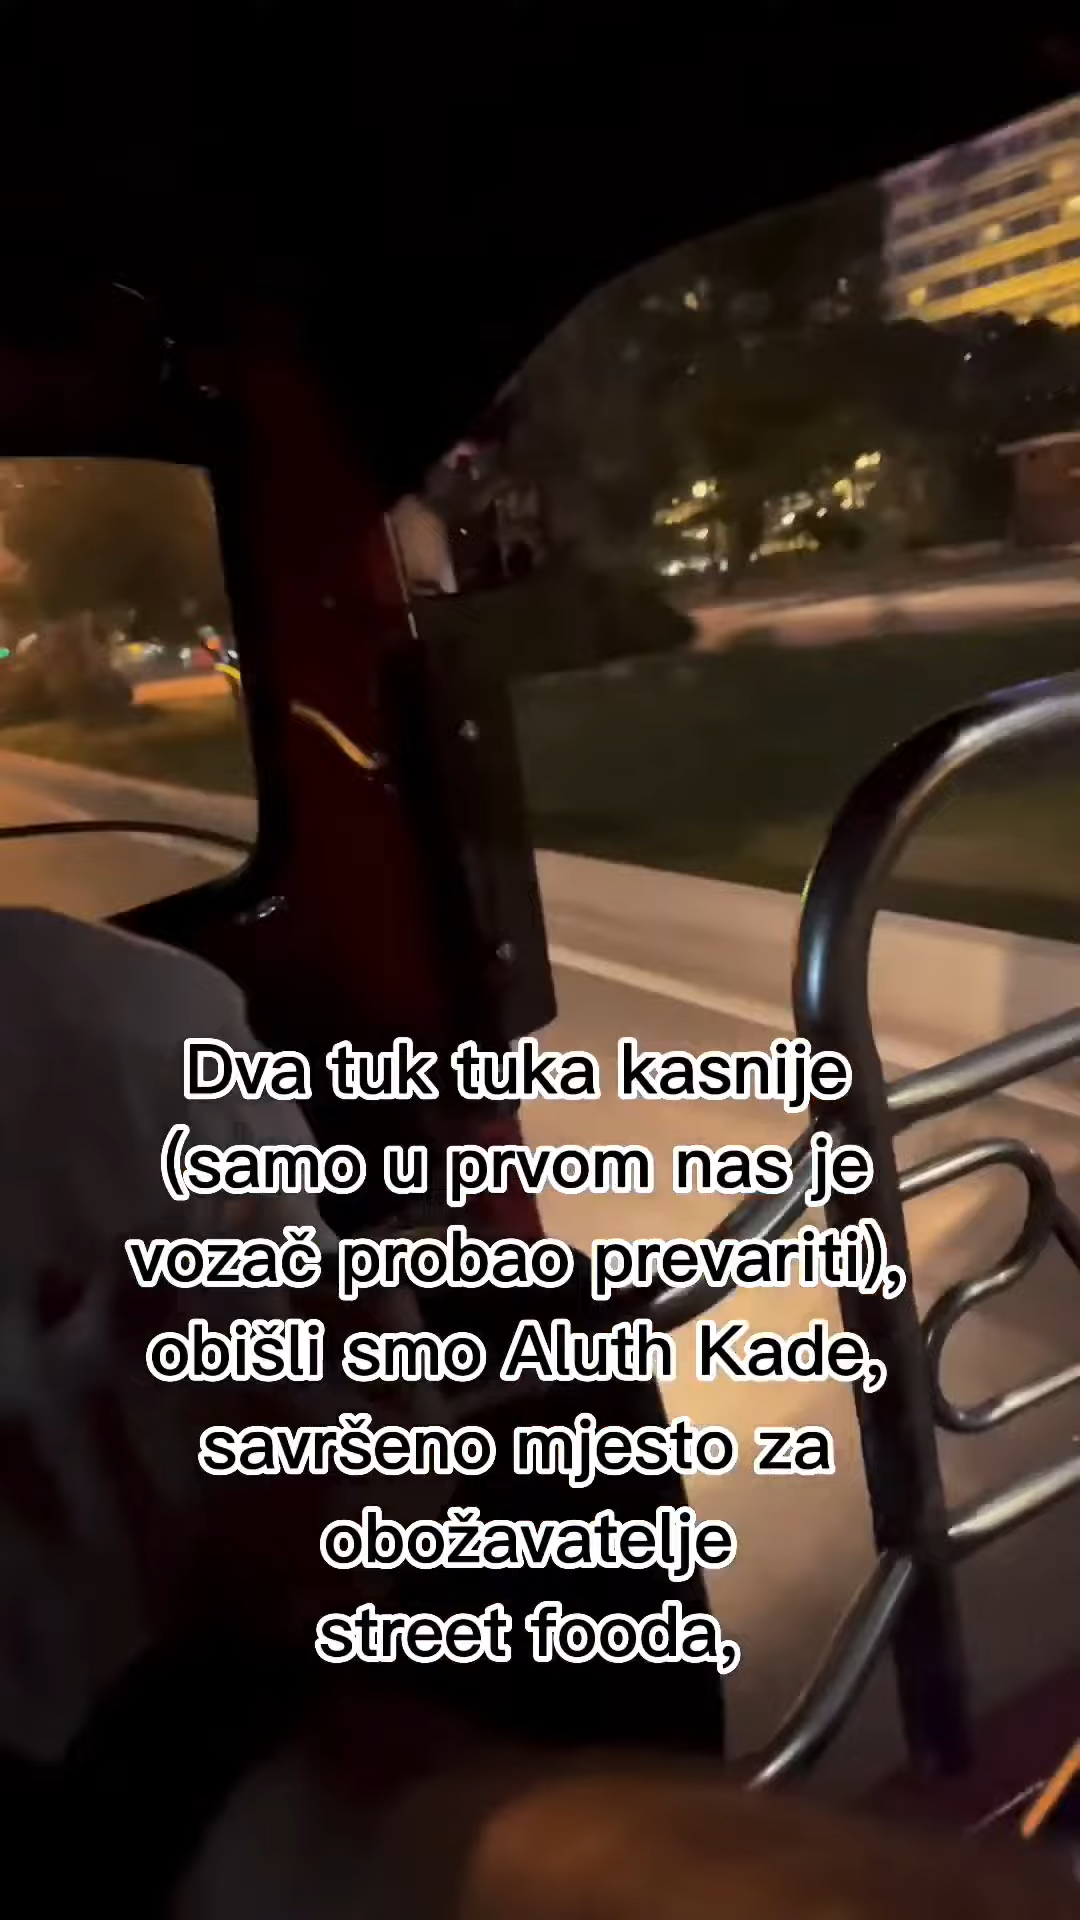 Dva tuk tuka kasnije
(samo u prvom nas je
vozač probao prevariti),
obišli smo Aluth Kade,
savršeno mjesto za
obožavatelje
street fooda,